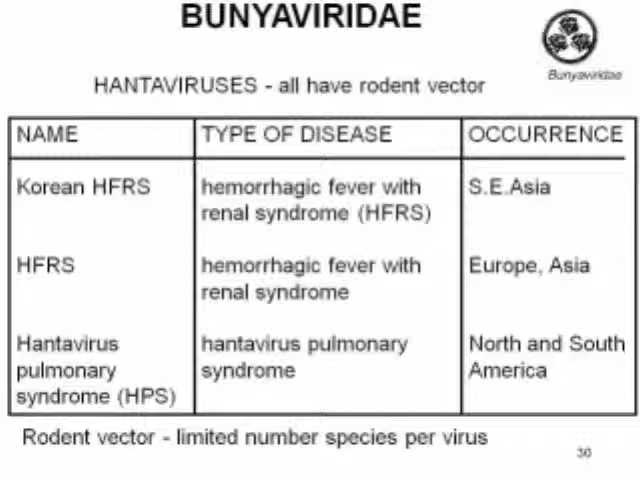 BUNYAVIRIDAE
Bunyaviridae
HANTAVIRUSES - all have rodent vector
NAME TYPE OF DISEASE OCCURRENCE
Korean HFRS hemorrhagic fever with S.E.Asia
renal syndrome (HFRS)
HFRS hemorrhagic fever with Europe, Asia
renal syndrome
Hantavirus hantavirus pulmonary North and South
pulmonary syndrome America
syndrome (HPS)
Rodent vector - limited number species per virus
30